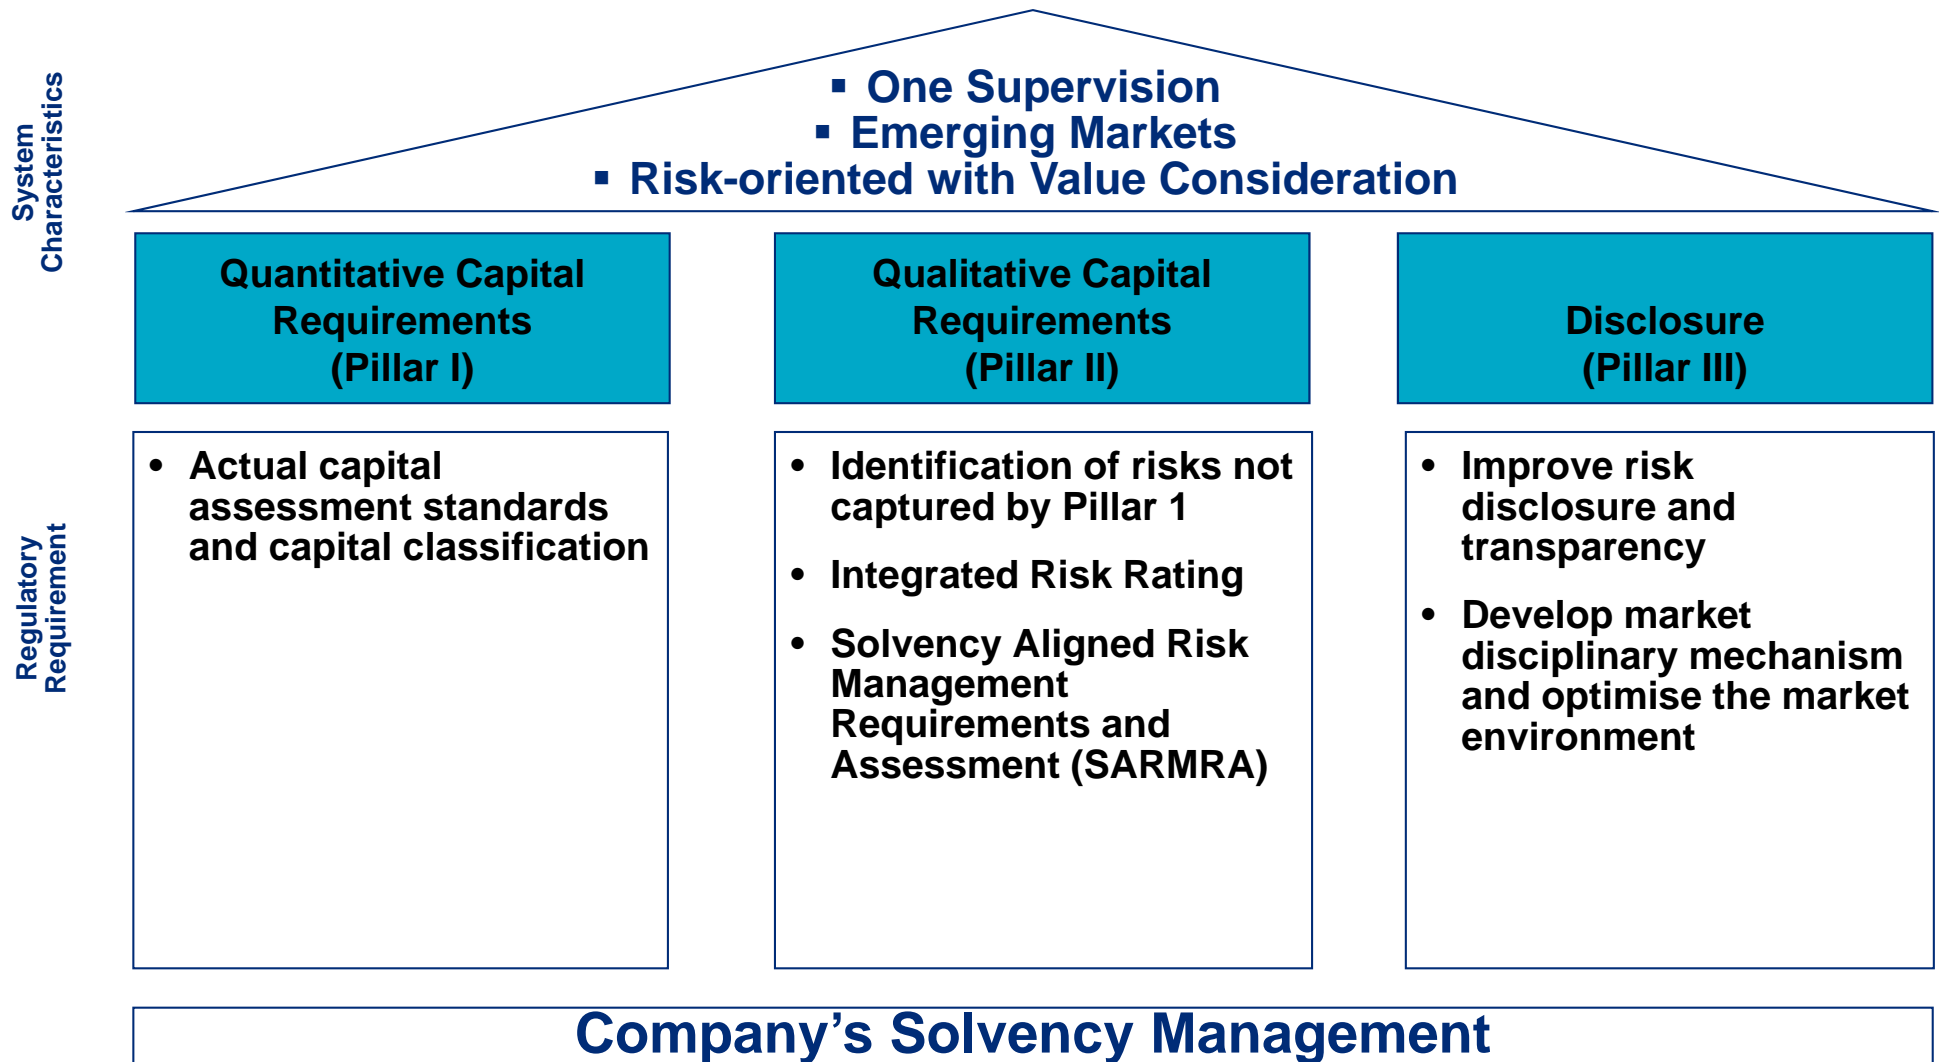 System
Characteristics
▪ One Supervision
▪ Emerging Markets
▪ Risk-oriented with Value Consideration
Quantitative Capital
Requirements
(Pillar I)
Qualitative Capital
Requirements
(Pillar II)
Disclosure
(Pillar III)
Regulatory
Requirement
• Actual capital
assessment standards
and capital classification
• Identification of risks not
captured by Pillar 1
• Integrated Risk Rating
• Solvency Aligned Risk
Management
Requirements and
Assessment (SARMRA)
• Improve risk
disclosure and
transparency
• Develop market
disciplinary mechanism
and optimise the market
environment
Company’s Solvency Management